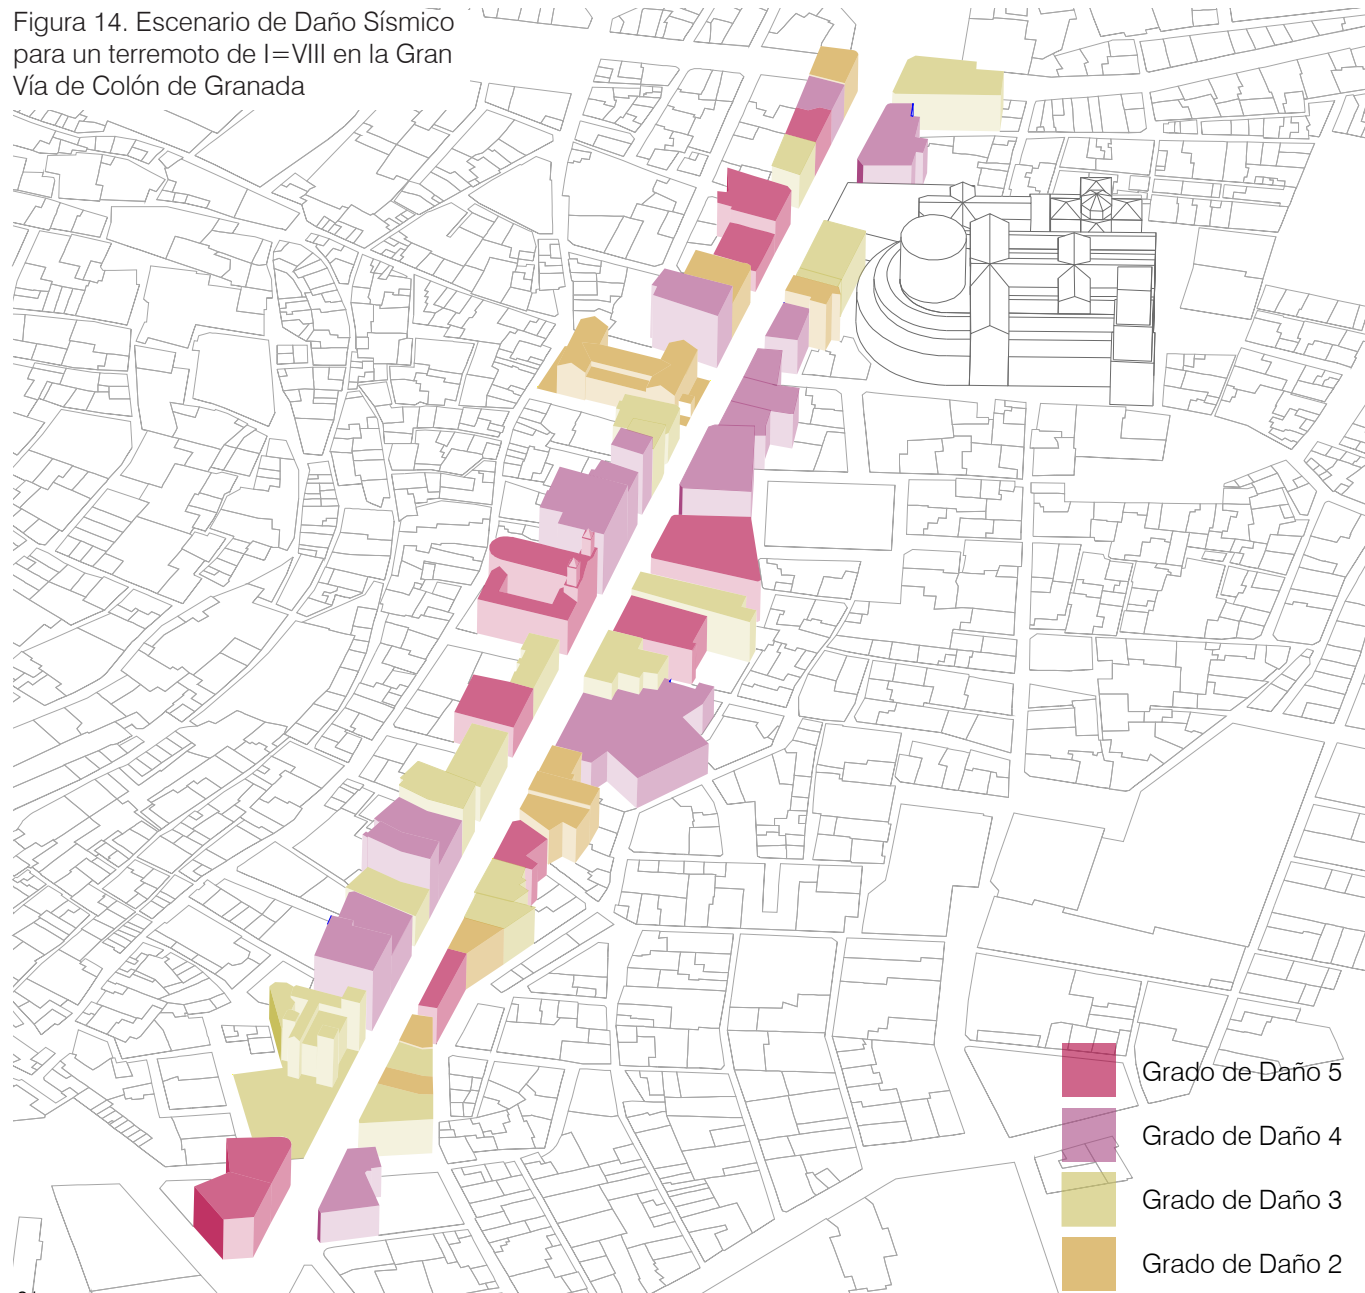 Figura 14. Escenario de Daño Sísmico
para un terremoto de I=VIII en la Gran
Vía de Colón de Granada
Grado de Daño 5
Grado de Daño 4
Grado de Daño 3
Grado de Daño 2